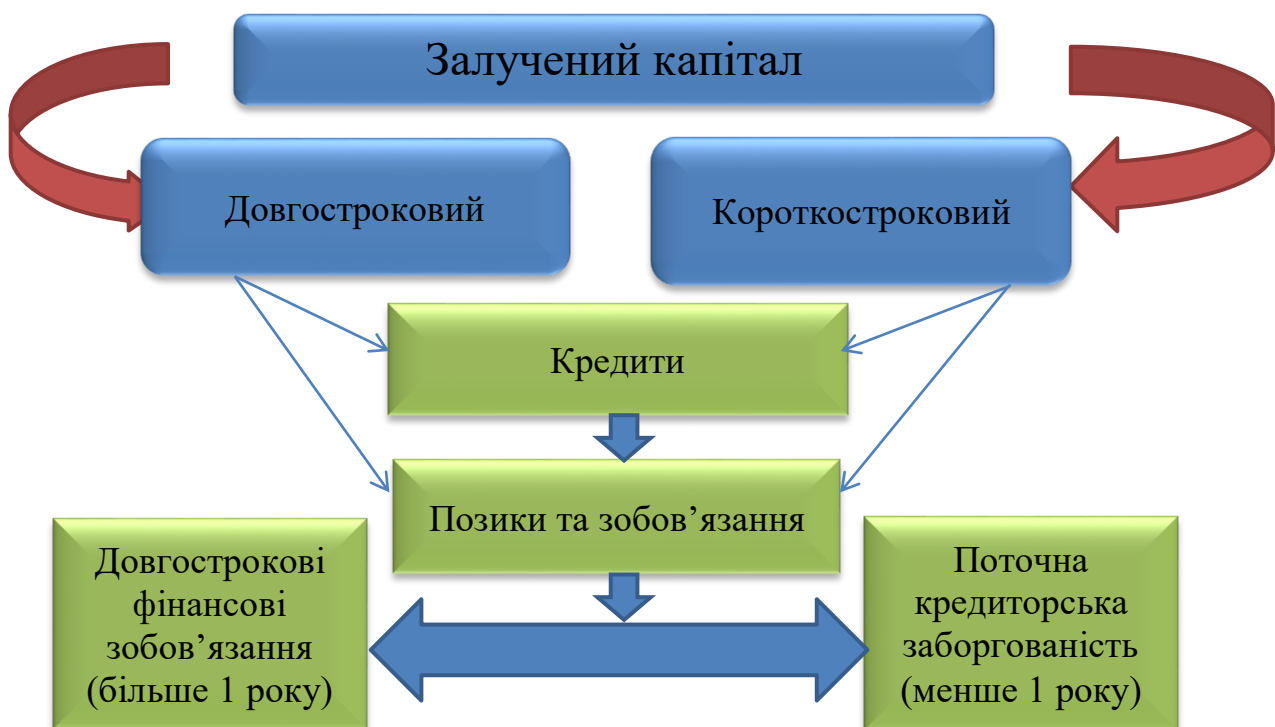 Залучений капітал
Довгостроковий
Короткостроковий
Кредити
Позики та зобов’язання
Довгострокові
фінансові
зобов’язання
(більше 1 року)
Поточна
кредиторська
заборгованість
(менше 1 року)